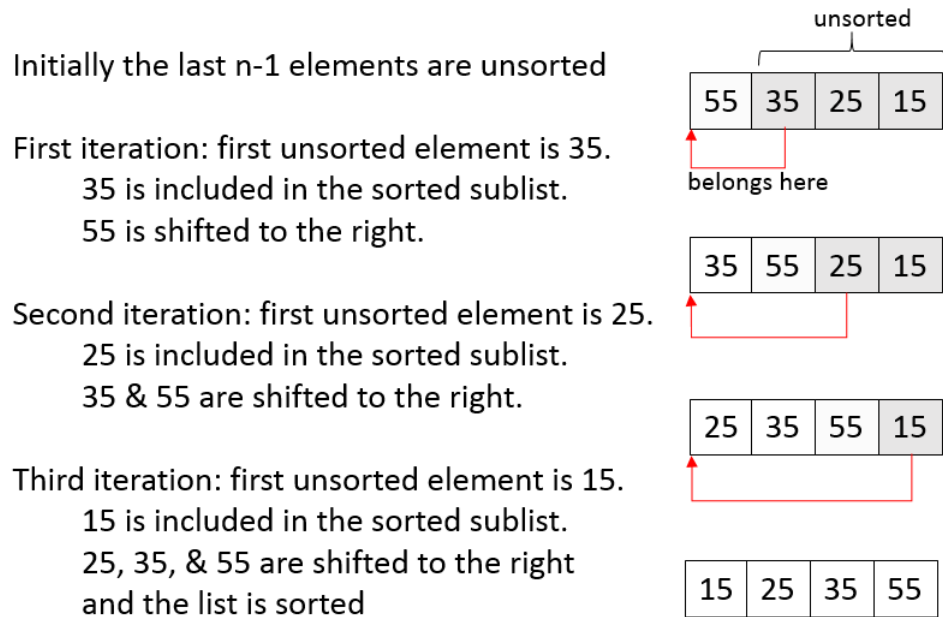 unsorted
Initially the last n-1 elements are unsorted
55 35 25 15
First iteration: first unsorted element is 35.
35 is included in the sorted sublist.
belongs here
55 is shifted to the right.
35 55 25 15
Second iteration: first unsorted element is 25.
25 is included in the sorted sublist.
35 & 55 are shifted to the right.
25 35 55 15
Third iteration: first unsorted element is 15.
15 is included in the sorted sublist.
25, 35, & 55 are shifted to the right
and the list is sorted
15 25 35 55